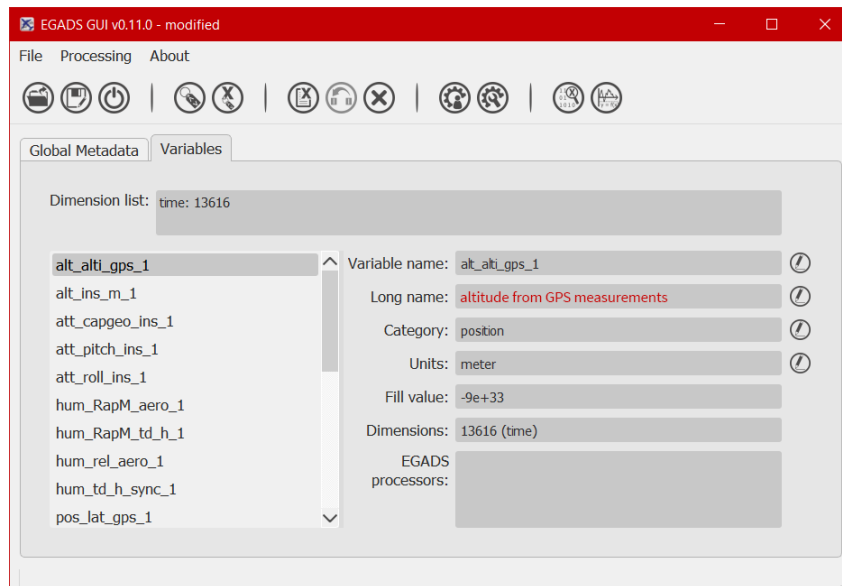 EGADS GUI v0.11.0 - modified
File Processing About
Global Metadata Variables
Dimension list: time: 13616
alt_alti_gps_1
alt_ins_m_1
att_capgeo_ins_1
att_pitch_ins_1
att_roll_ins_1
hum_RapM_aero_1
hum_RapM_td_h_1
hum_rel_aero_1
hum_td_h_sync_1
pos_lat_gps_1
Variable name: alt_alti_gps_1
Long name: altitude from GPS measurements
Category: position
Units: meter
Fill value: -9e+33
Dimensions: 13616 (time)
EGADS
processors: